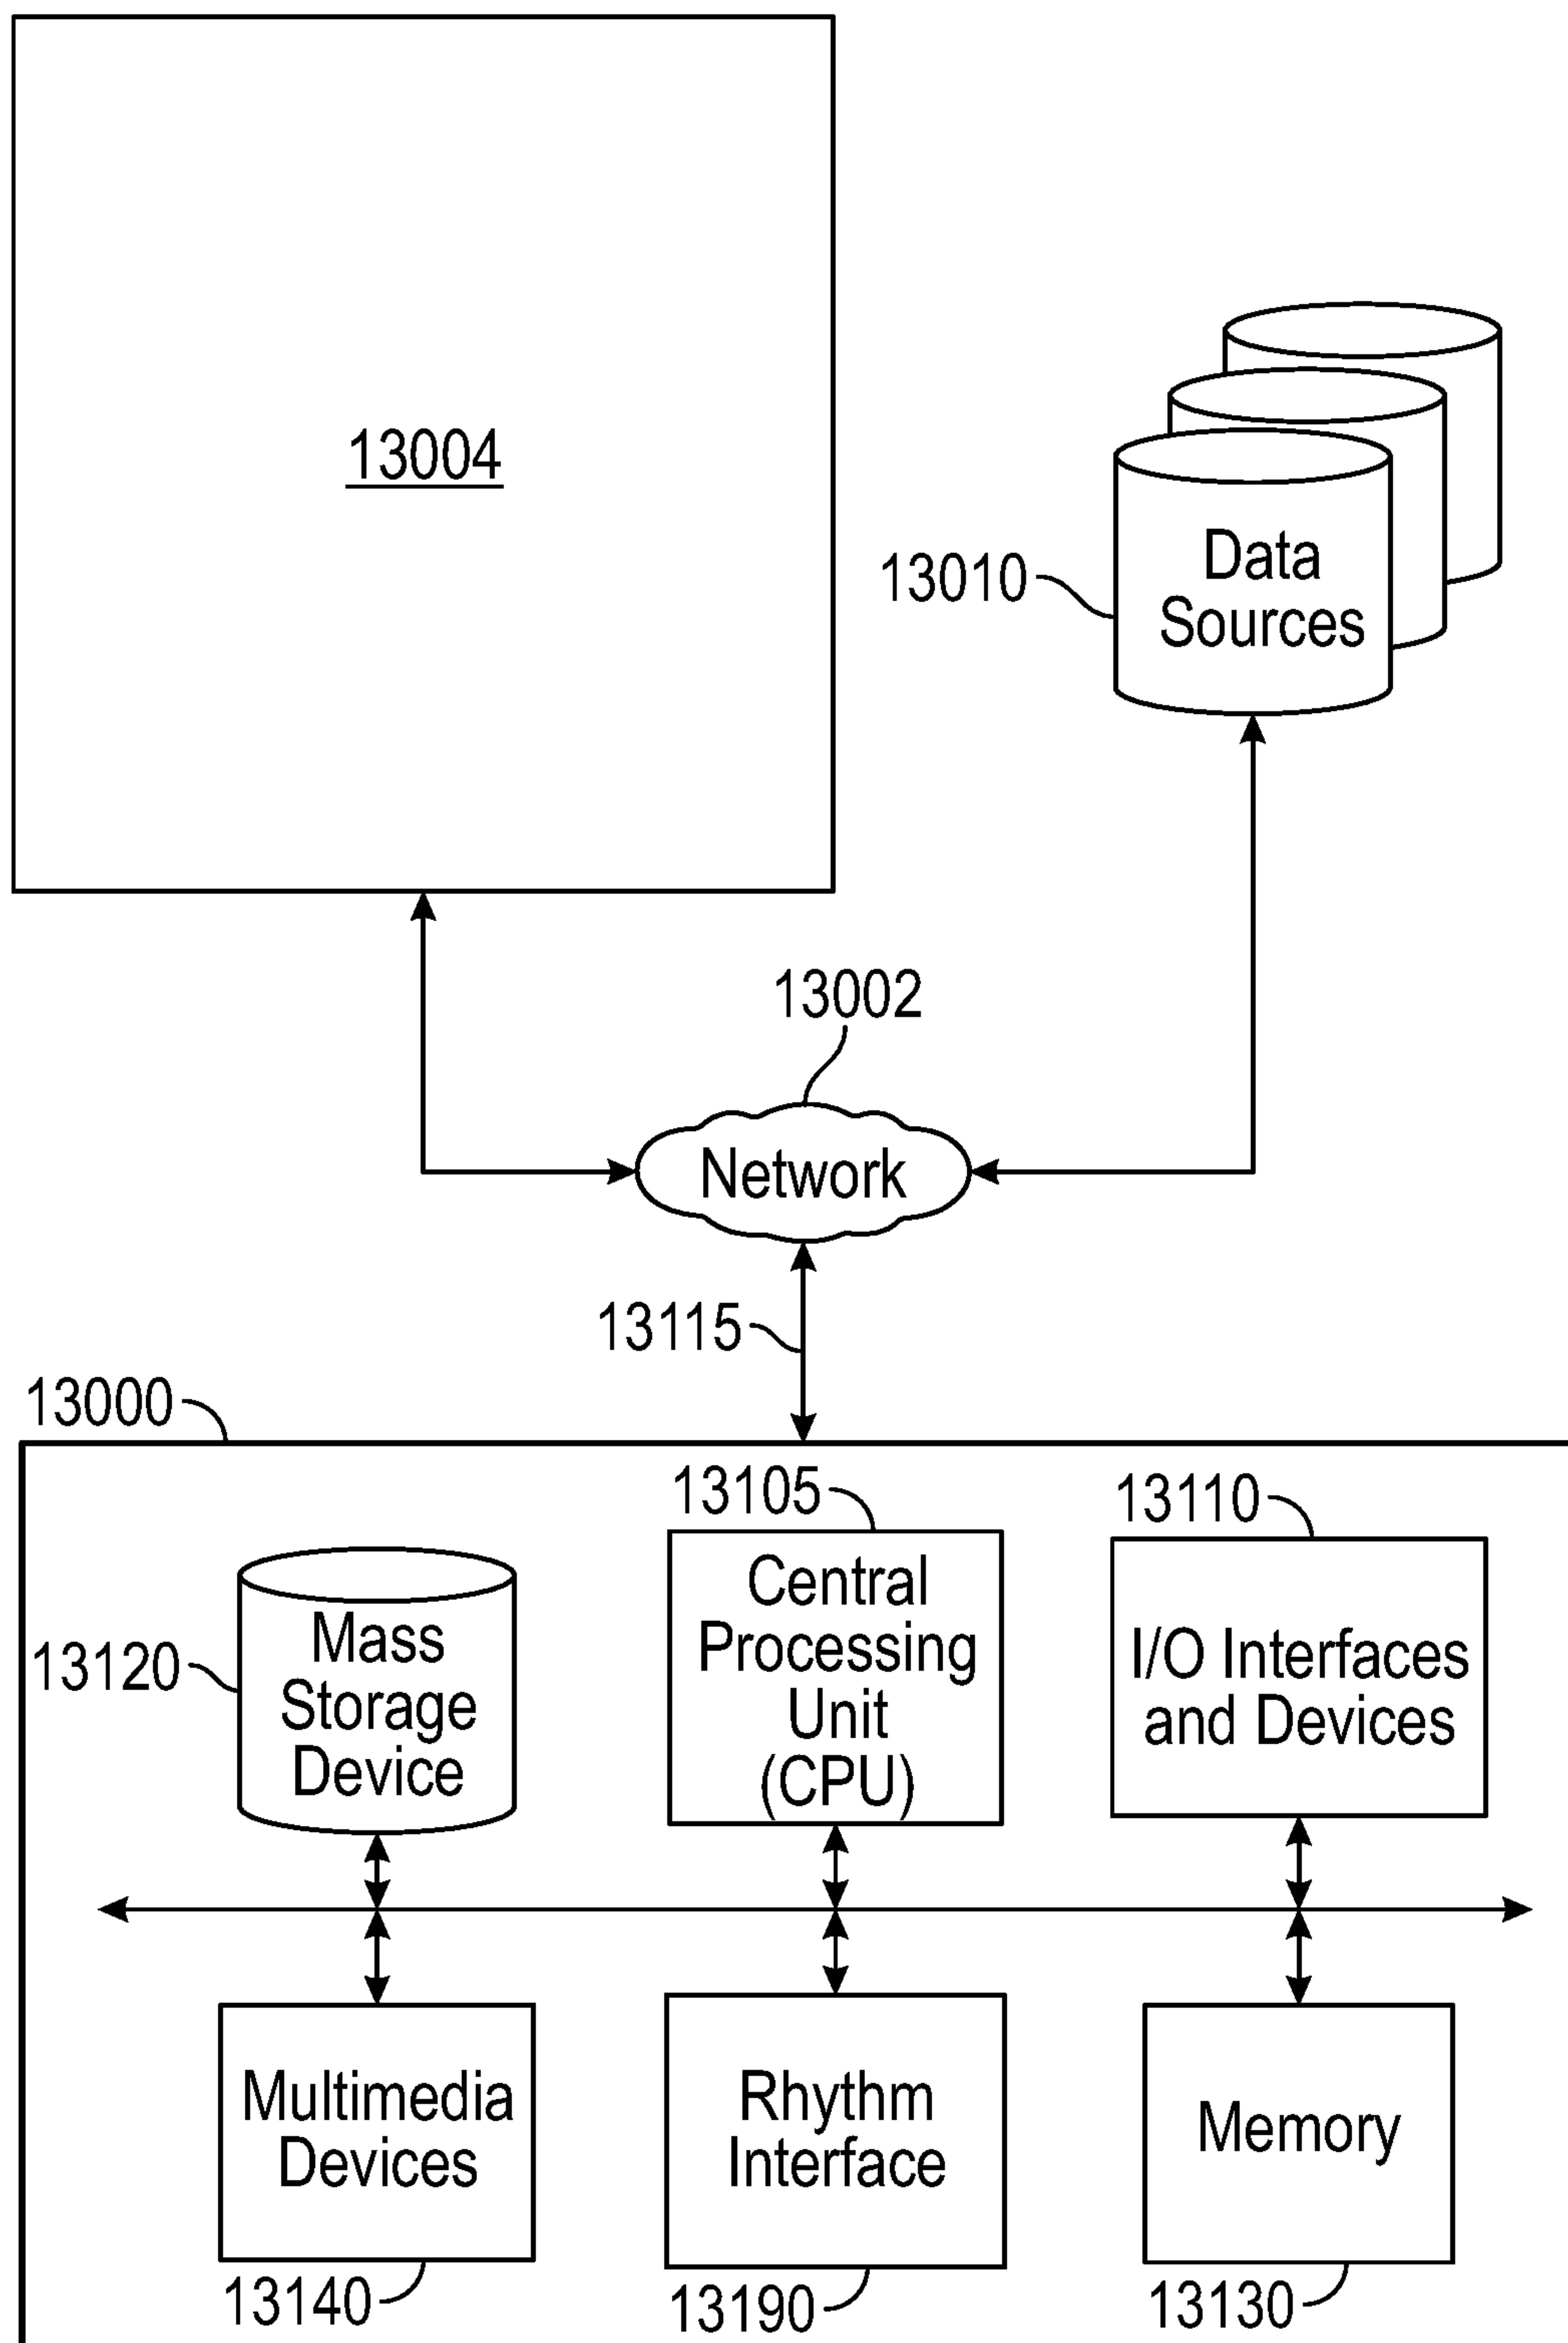 13004
13010
Data
Sources
13002
Network
13115
13000
13105
13110
13120
Mass
Storage
Device
Central
Processing
Unit
(CPU)
I/O Interfaces
and Devices
Multimedia
Devices
Rhythm
Interface
Memory
13140
13190
13130